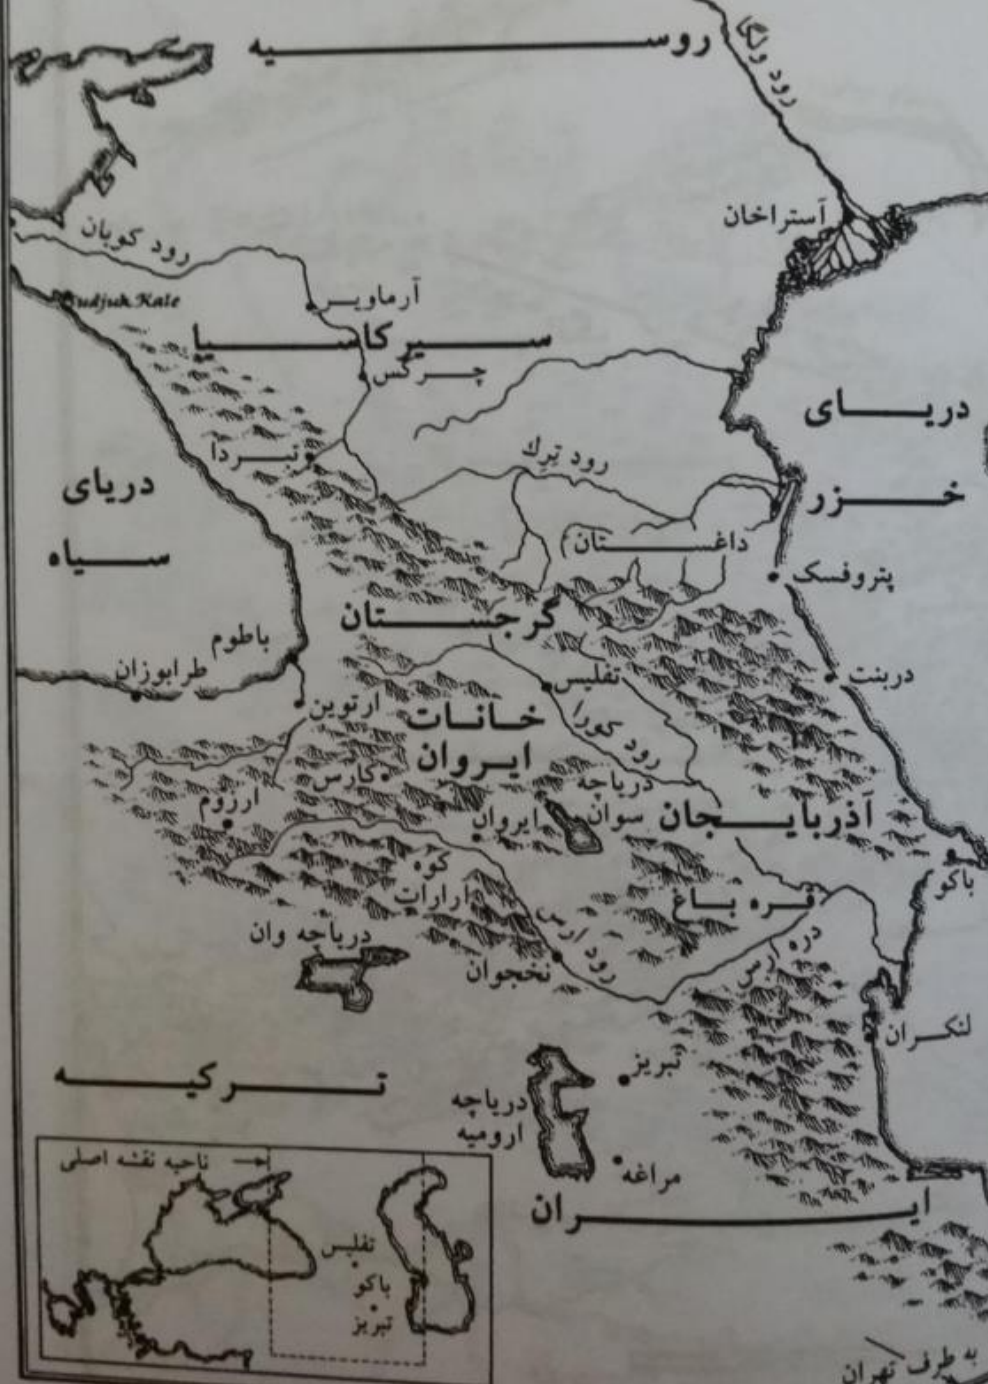 روسیه
رود ولگا
آستراخان
رود کوبان
udjuk Kale
آرماویر
سیرکاسیا
چرکس
دریای
خزر
تبردا
رود تِرِك
دریای
سیاه
داغستان
پتروفسک
گرجستان
باطوم
طرابوزان
تفلیس
دربنت
ارتوین
خانات
ایروان
رود کورا
کارس
دریاچه
سوان
ارزوم
ایروان
آذربایجان
باکو
کوه
آرارات
قره باغ
دریاچه وان
رود ارس
دره ارس
نخجوان
لنکران
ترکیه
تبریز
دریاچه
ارومیه
مراغه
ایران
ناحیه نقشه اصلی
تفلیس
باکو
تبریز
به طرف تهران